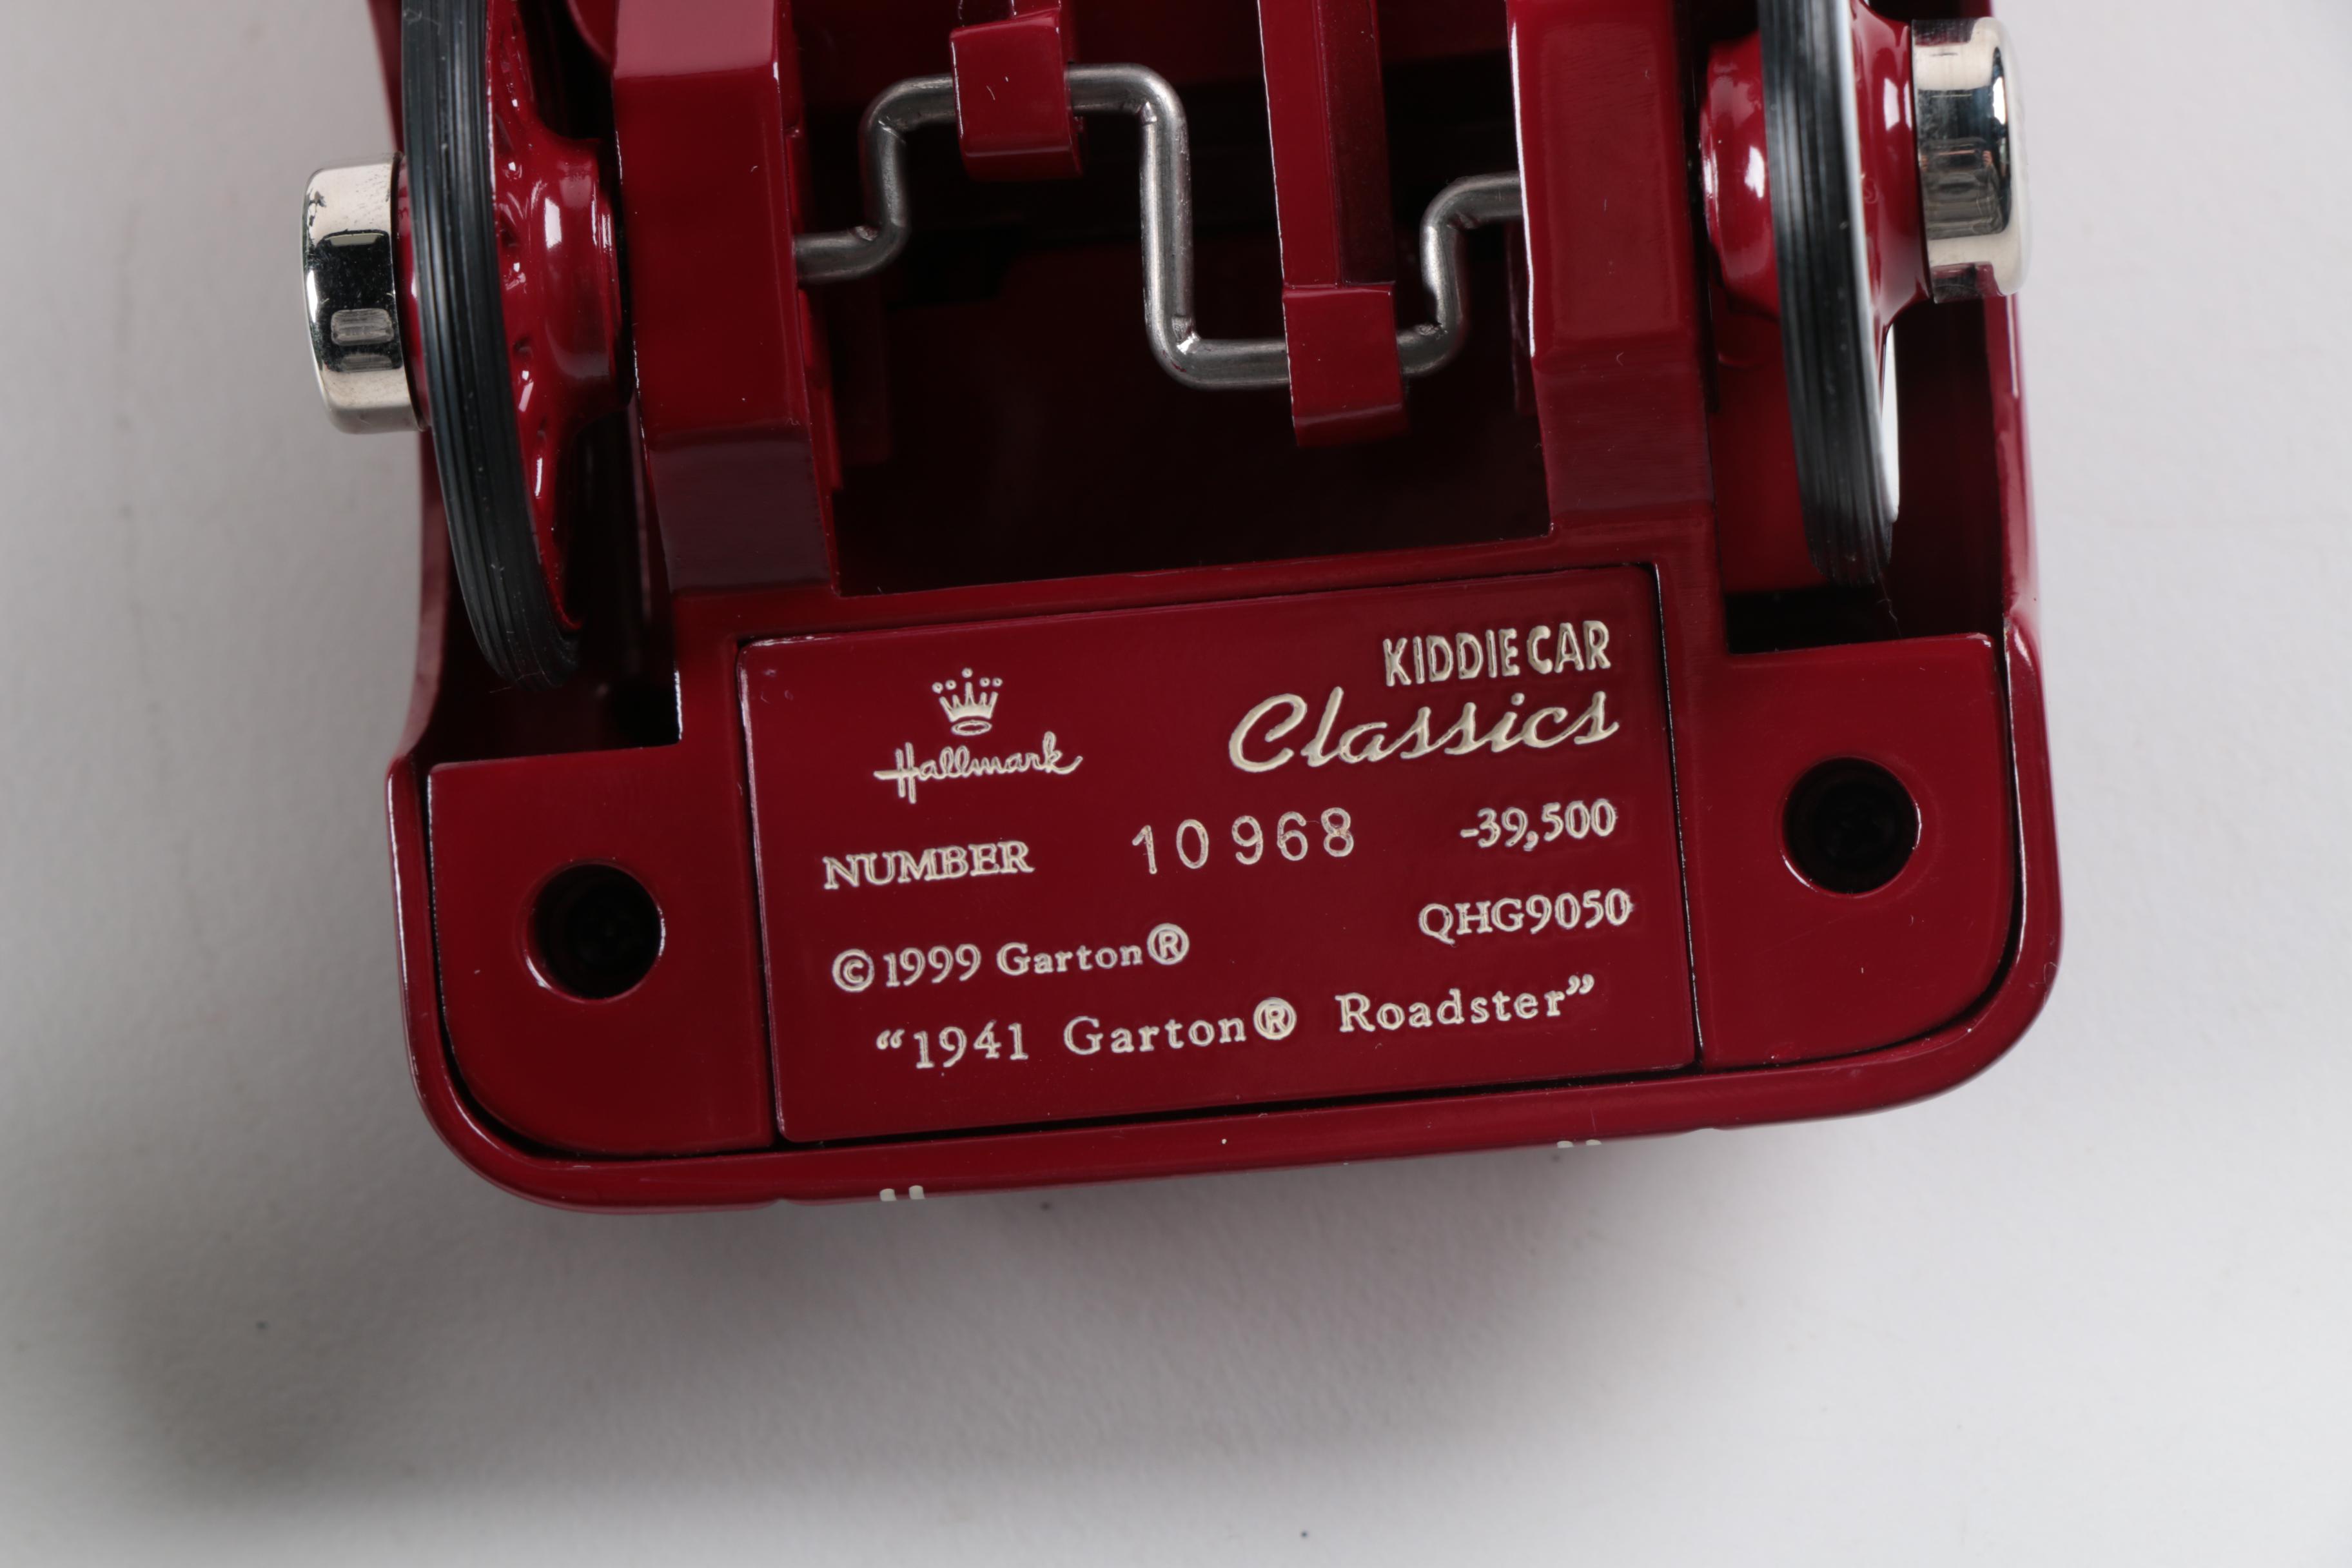 KIDDIE CAR
Classics
Hallmark
NUMBER 10968 -39,500
©1999 Garton® QHG9050
“1941 Garton® Roadster”